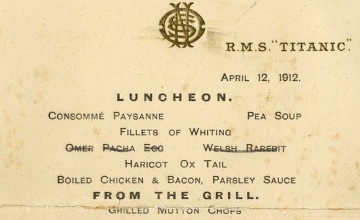 R.M.S. "TITANIC."
APRIL 12, 1912.
LUNCHEON.
CONSOMMÉ PAYSANNE PEA SOUP
FILLETS OF WHITING
OMER PACHA EGG WELSH RAREBIT
HARICOT OX TAIL
BOILED CHICKEN & BACON, PARSLEY SAUCE
FROM THE GRILL.
GRILLED MUTTON CHOPS